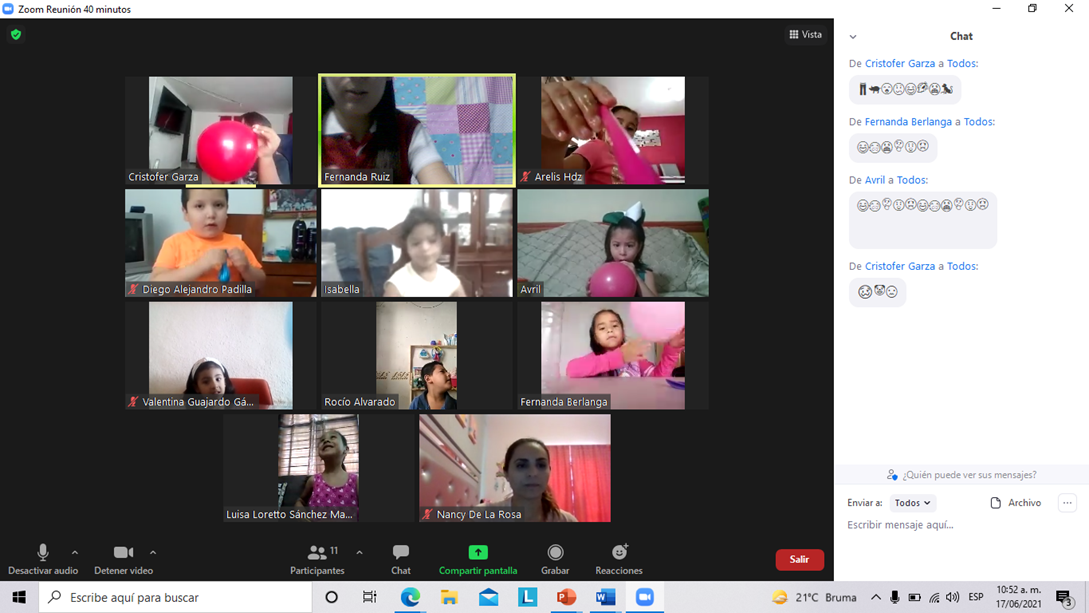 Zoom Reunión 40 minutos
Vista
Chat
Cristofer Garza
Fernanda Ruiz
Arelis Hdz
Diego Alejandro Padilla
Isabella
Avril
Valentina Guajardo Gá...
Rocío Alvarado
Fernanda Berlanga
Luisa Loretto Sánchez Ma...
Nancy De La Rosa
De Cristofer Garza a Todos:
De Fernanda Berlanga a Todos:
De Avril a Todos:
De Cristofer Garza a Todos:
¿Quién puede ver sus mensajes?
Enviar a: Todos Archivo
Escribir mensaje aquí...
Desactivar audio
Detener video
11
Participantes
Chat
Compartir pantalla
Grabar
Reacciones
Salir
Escribe aquí para buscar
21°C Bruma
ESP
10:52 a. m.
17/06/2021
3